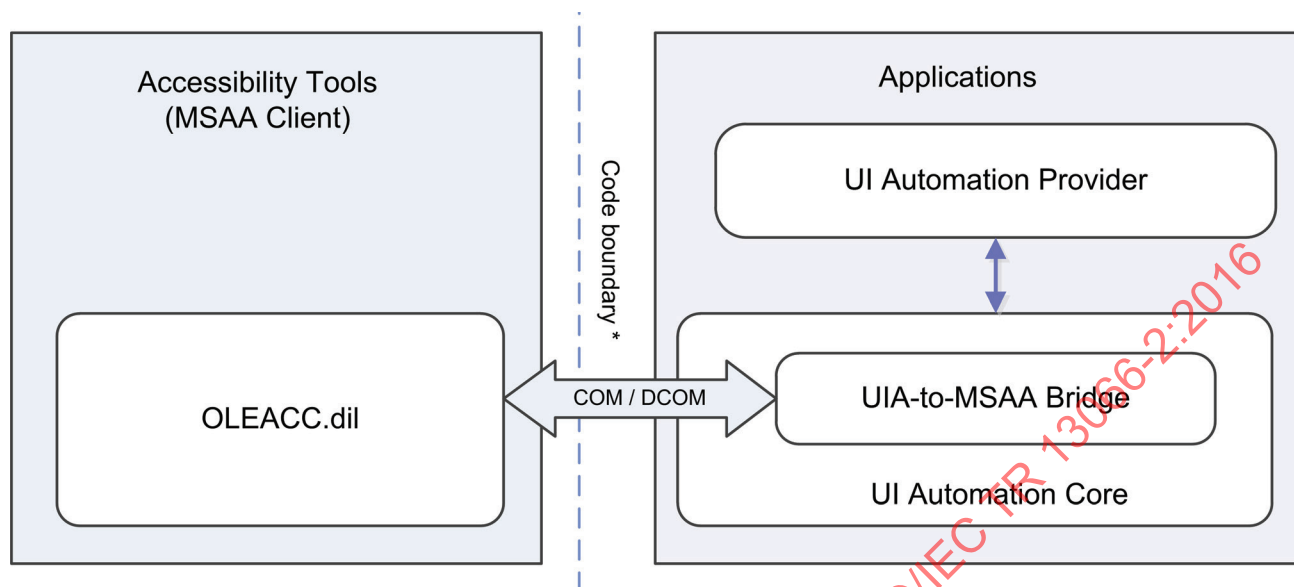 Accessibility Tools
(MSAA Client)
Code boundary *
Applications
UI Automation Provider
OLEACC.dil
COM / DCOM
UIA-to-MSAA Bridge
UI Automation Core
/IEC TR 13066-2:2016